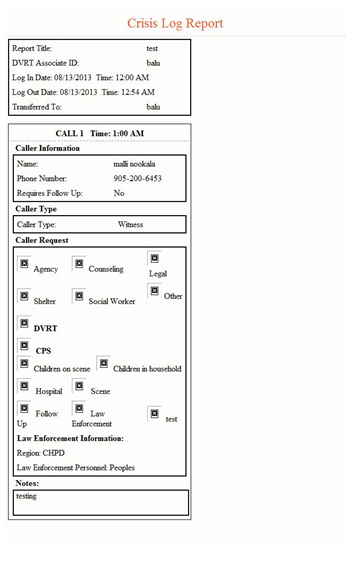 Crisis Log Report
Report Title: test
DVRT Associate ID: balu
Log In Date: 08/13/2013 Time: 12:00 AM
Log Out Date: 08/13/2013 Time: 12:54 AM
Transferred To: balu
CALL 1 Time: 1:00 AM
Caller Information
Name: malli nookala
Phone Number: 905-200-6453
Requires Follow Up: No
Caller Type
Caller Type: Witness
Caller Request
Agency Counseling Legal
Shelter Social Worker Other
DVRT
CPS
Children on scene Children in household
Hospital Scene
Follow Up Law Enforcement test
Law Enforcement Information:
Region: CHPD
Law Enforcement Personnel: Peoples
Notes:
testing